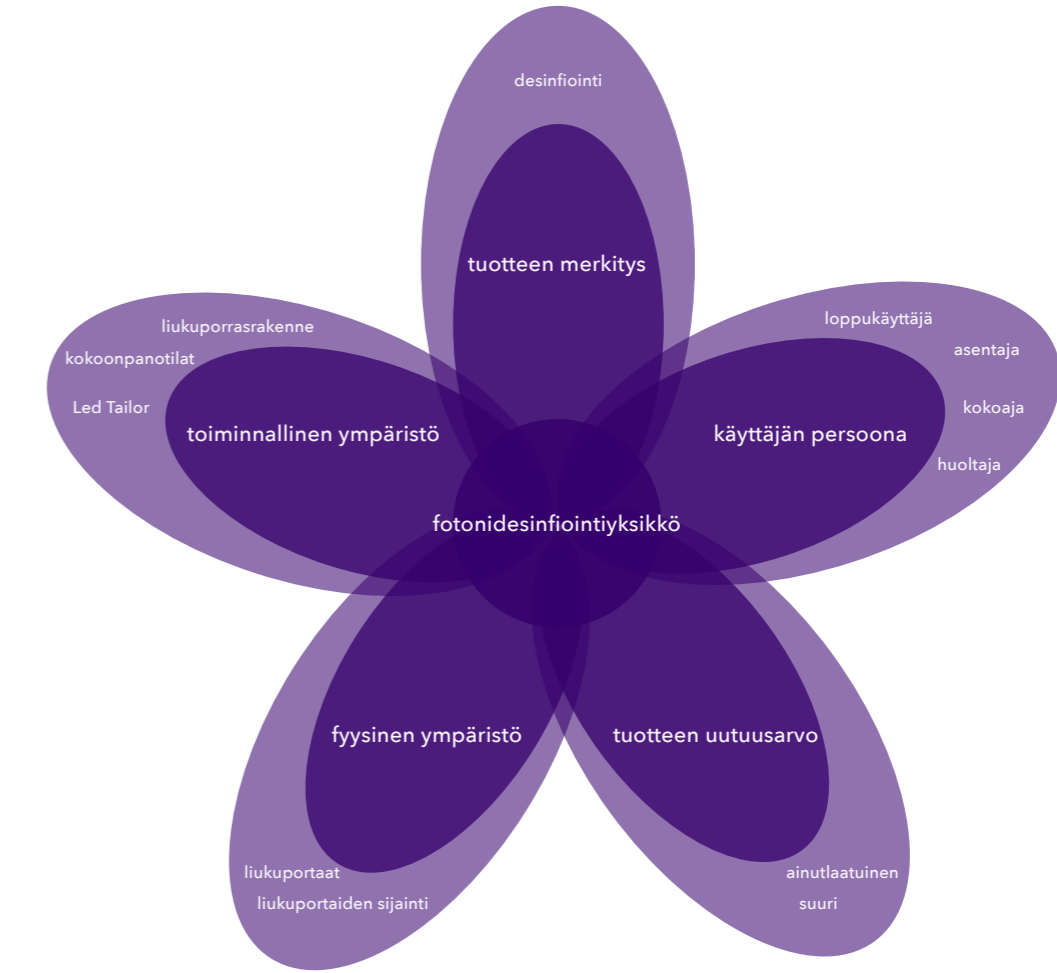 desinfiointi
tuotteen merkitys
liukuporrasrakenne
kokoonpanotilat
Led Tailor
toiminnallinen ympäristö
loppukäyttäjä
asentaja
kokoaja
huoltaja
käyttäjän persoona
fotonidesinfiointiyksikkö
fyysinen ympäristö
liukuportaat
liukuportaiden sijainti
tuotteen uutuusarvo
ainutlaatuinen
suuri